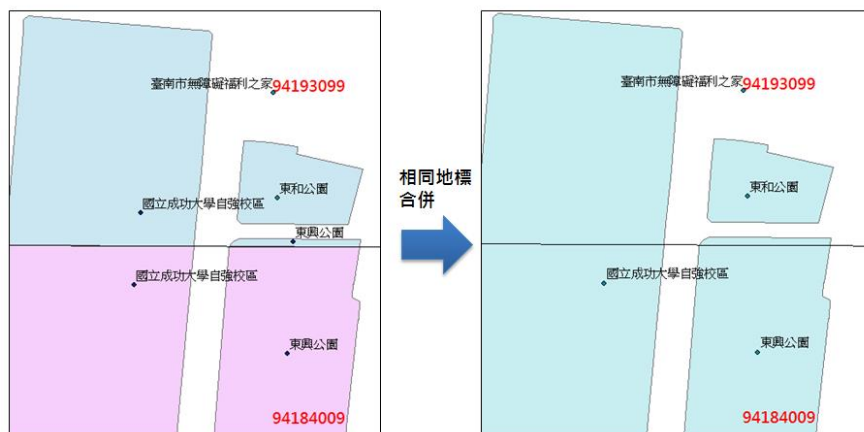 臺南市無障礙福利之家
94193099
東和公園
國立成功大學自強校區
東興公園
國立成功大學自強校區
東興公園
94184009
相同地標
合併
臺南市無障礙福利之家
94193099
東和公園
國立成功大學自強校區
東興公園
94184009